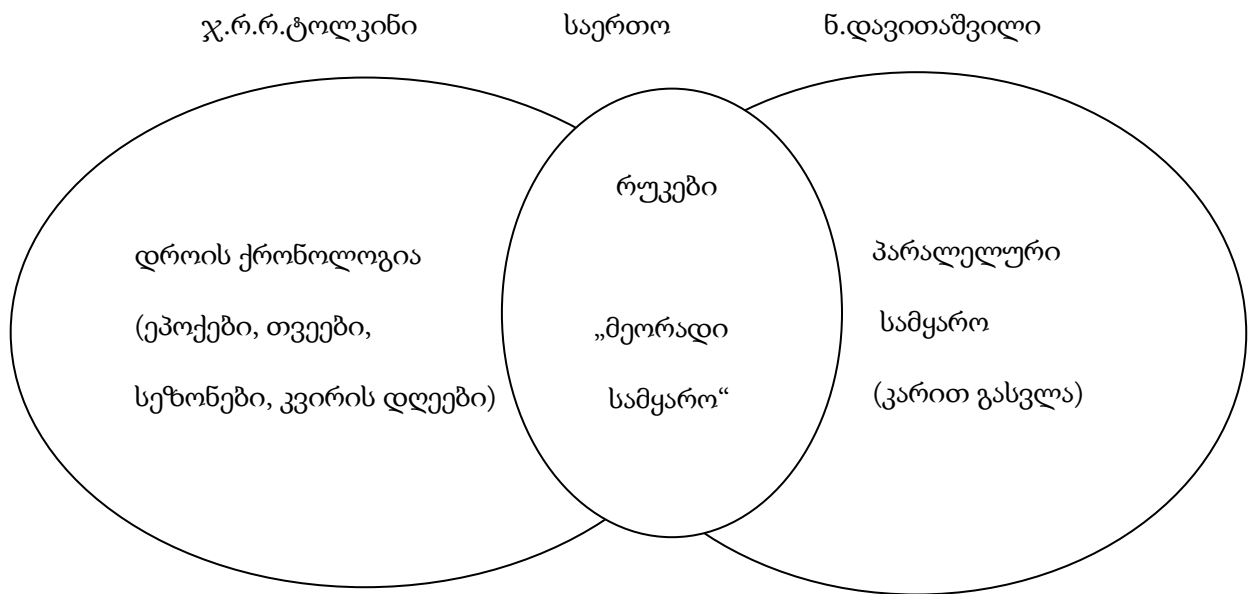 ჯ.რ.რ.ტოლკინი საერთო ნ.დავითაშვილი
დროის ქრონოლოგია
(ეპოქები, თვეები,
სეზონები, კვირის დღეები)
რუკები
„მეორადი
სამყარო“
პარალელური
სამყარო
(კარით გასვლა)